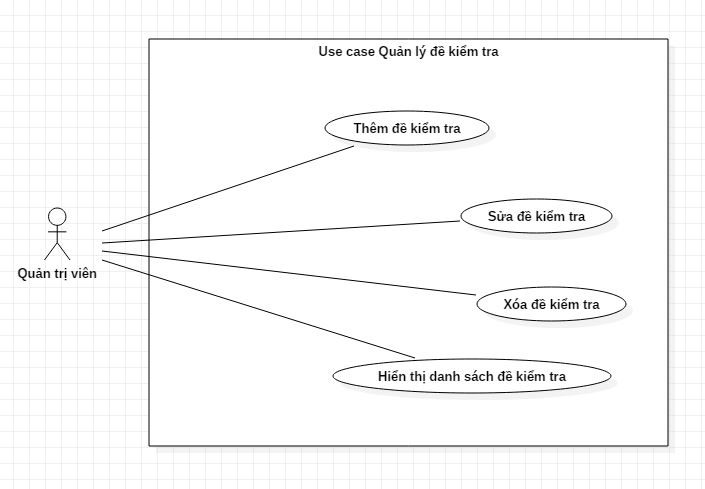 Use case Quản lý đề kiểm tra
Thêm đề kiểm tra
Sửa đề kiểm tra
Quản trị viên
Xóa đề kiểm tra
Hiển thị danh sách đề kiểm tra